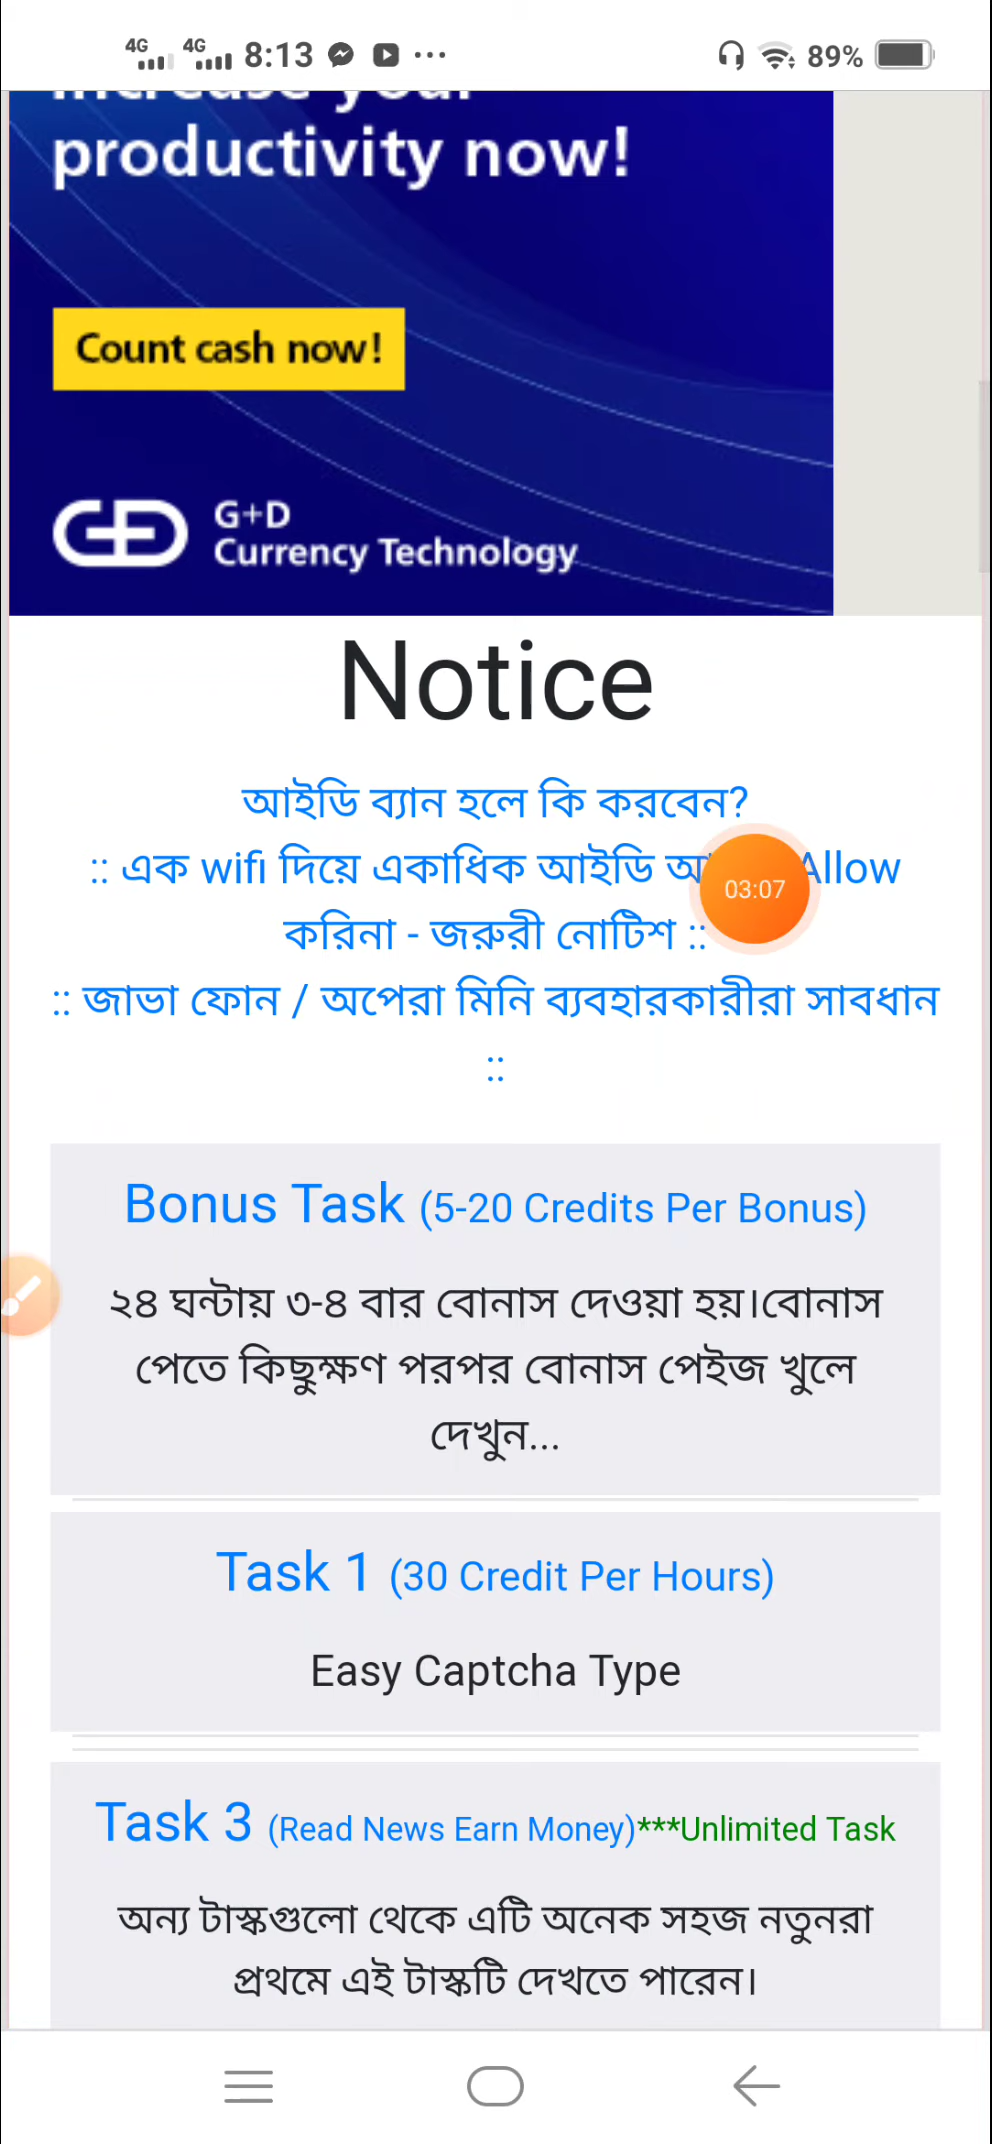 4G 4G 8:13 89%
increase your
productivity now!
Count cash now!
G+D
Currency Technology
Notice
আইডি ব্যান হলে কি করবেন?
:: এক wifi দিয়ে একাধিক আইডি Allow
03:07
করিনা - জরুরী নোটিশ ::
:: জাভা ফোন / অপেরা মিনি ব্যবহারকারীরা সাবধান
::
Bonus Task (5-20 Credits Per Bonus)
২৪ ঘন্টায় ৩-৪ বার বোনাস দেওয়া হয়।বোনাস
পেতে কিছুক্ষণ পরপর বোনাস পেইজ খুলে
দেখুন...
Task 1 (30 Credit Per Hours)
Easy Captcha Type
Task 3 (Read News Earn Money)***Unlimited Task
অন্য টাস্কগুলো থেকে এটি অনেক সহজ নতুনরা
প্রথমে এই টাস্কটি দেখতে পারেন।